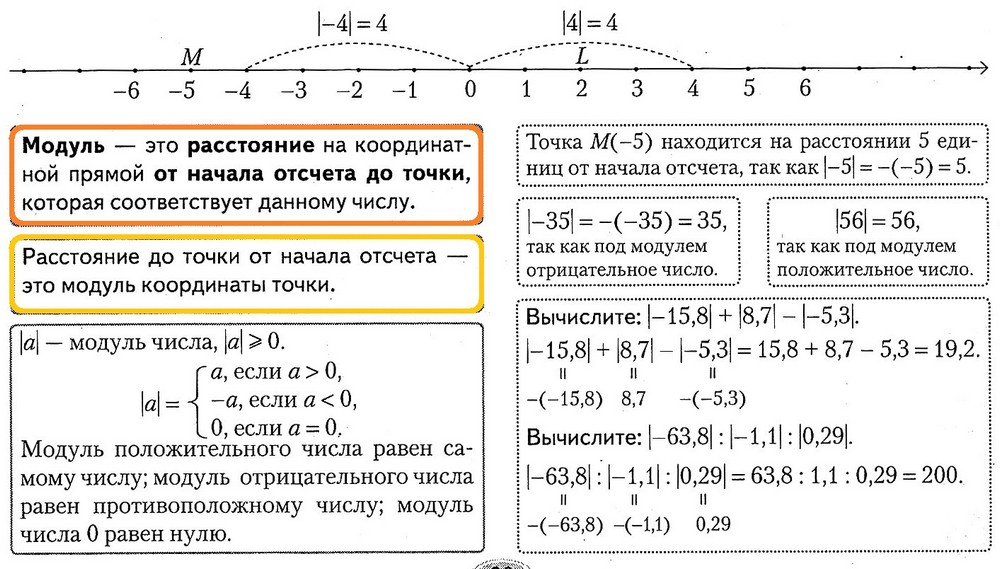 |−4| = 4
|4| = 4
M
L
−6 −5 −4 −3 −2 −1 0 1 2 3 4 5 6
Модуль — это расстояние на координат-
ной прямой от начала отсчета до точки,
которая соответствует данному числу.
Расстояние до точки от начала отсчета —
это модуль координаты точки.
|a| — модуль числа, |a| ⩾ 0.
a, если a > 0,
|a| = { −a, если a < 0,
0, если a = 0.
Модуль положительного числа равен са-
мому числу; модуль отрицательного числа
равен противоположному числу; модуль
числа 0 равен нулю.
Точка M(−5) находится на расстоянии 5 еди-
ниц от начала отсчета, так как |−5| = −(−5) = 5.
|−35| = −(−35) = 35,
так как под модулем
отрицательное число.
|56| = 56,
так как под модулем
положительное число.
Вычислите: |−15,8| + |8,7| − |−5,3|.
|−15,8| + |8,7| − |−5,3| = 15,8 + 8,7 − 5,3 = 19,2.
= = =
−(−15,8) 8,7 −(−5,3)
Вычислите: |−63,8| : |−1,1| : |0,29|.
|−63,8| : |−1,1| : |0,29| = 63,8 : 1,1 : 0,29 = 200.
= = =
−(−63,8) −(−1,1) 0,29